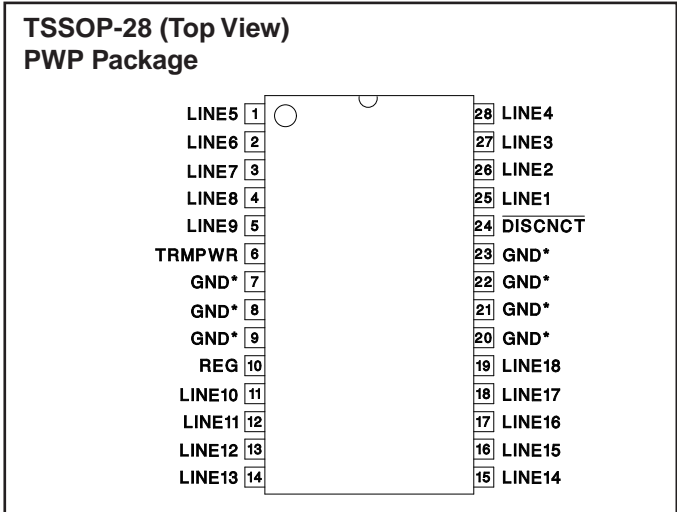 TSSOP-28 (Top View)
PWP Package
LINE5 1 28 LINE4
LINE6 2 27 LINE3
LINE7 3 26 LINE2
LINE8 4 25 LINE1
LINE9 5 24 DISCNCT
TRMPWR 6 23 GND*
GND* 7 22 GND*
GND* 8 21 GND*
GND* 9 20 GND*
REG 10 19 LINE18
LINE10 11 18 LINE17
LINE11 12 17 LINE16
LINE12 13 16 LINE15
LINE13 14 15 LINE14